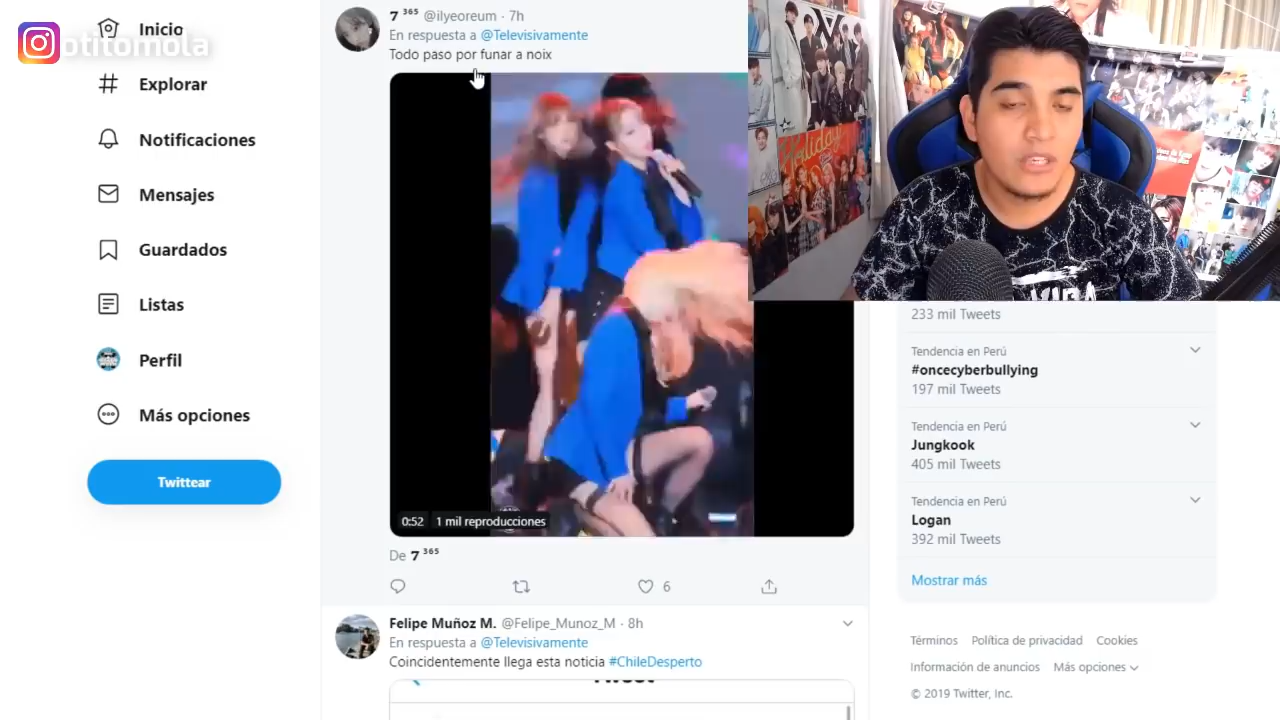 otitomola
Inicio
Explorar
Notificaciones
Mensajes
Guardados
Listas
Perfil
Más opciones
Twittear
7 365 @ilyeoreum · 7h
En respuesta a @Televisivamente
Todo paso por funar a noix
0:52 1 mil reproducciones
De 7 365
6
Felipe Muñoz M. @Felipe_Munoz_M · 8h
En respuesta a @Televisivamente
Coincidentemente llega esta noticia #ChileDesperto
Holiday
233 mil Tweets
Tendencia en Perú
#oncecyberbullying
197 mil Tweets
Tendencia en Perú
Jungkook
405 mil Tweets
Tendencia en Perú
Logan
392 mil Tweets
Mostrar más
Términos Política de privacidad Cookies
Información de anuncios Más opciones
© 2019 Twitter, Inc.